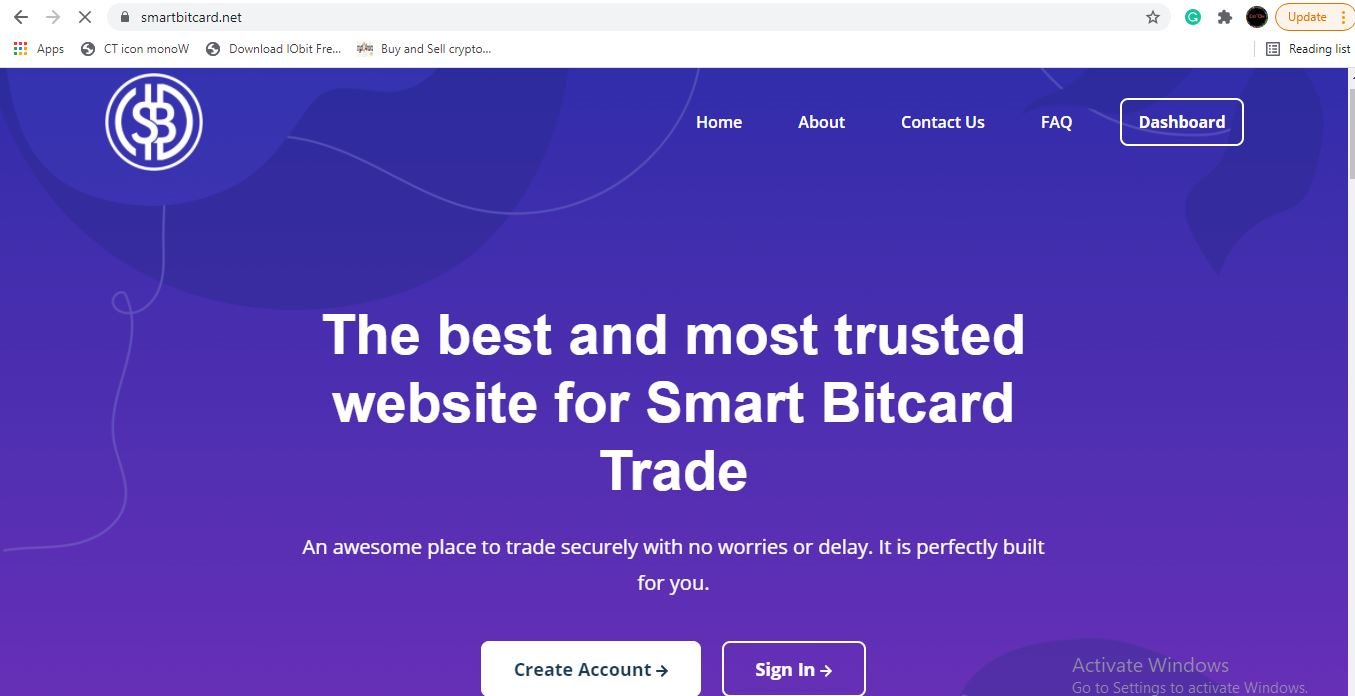 smartbitcard.net
Update
Apps CT icon monoW Download IObit Fre... Buy and Sell crypto... Reading list
$B
Home About Contact Us FAQ Dashboard
The best and most trusted
website for Smart Bitcard
Trade
An awesome place to trade securely with no worries or delay. It is perfectly built
for you.
Create Account → Sign In →
Activate Windows
Go to Settings to activate Windows.